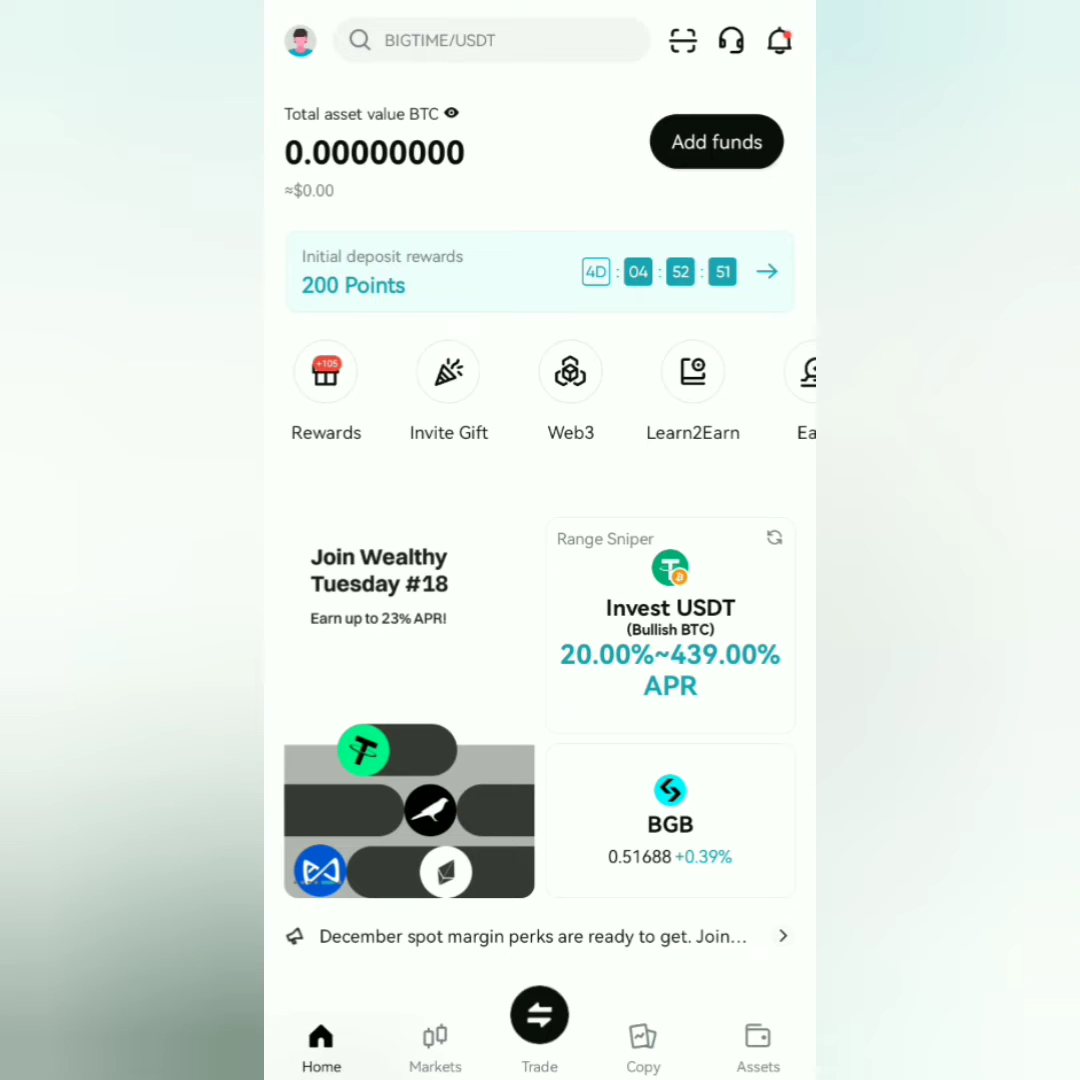 BIGTIME/USDT
Total asset value BTC
0.00000000
Add funds
≈$0.00
Initial deposit rewards
200 Points
4D : 04 : 52 : 51
+105
Rewards
Invite Gift
Web3
Learn2Earn
Ea
Join Wealthy
Tuesday #18
Earn up to 23% APR!
Range Sniper
Invest USDT
(Bullish BTC)
20.00%~439.00%
APR
BGB
0.51688 +0.39%
December spot margin perks are ready to get. Join...
Home
Markets
Trade
Copy
Assets